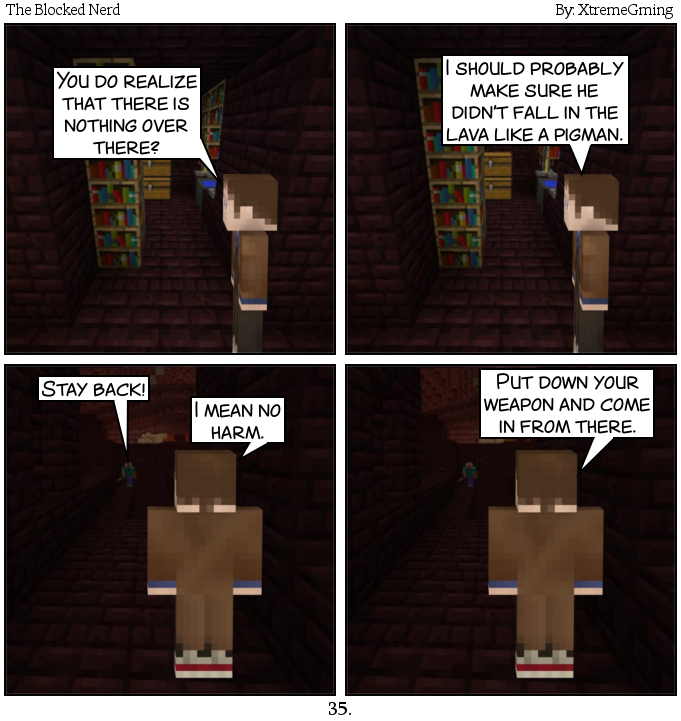 The Blocked Nerd
By: XtremeGming
You do realize
that there is
nothing over
there?
I should probably
make sure he
didn't fall in the
lava like a pigman.
Stay back!
I mean no
harm.
Put down your
weapon and come
in from there.
35.